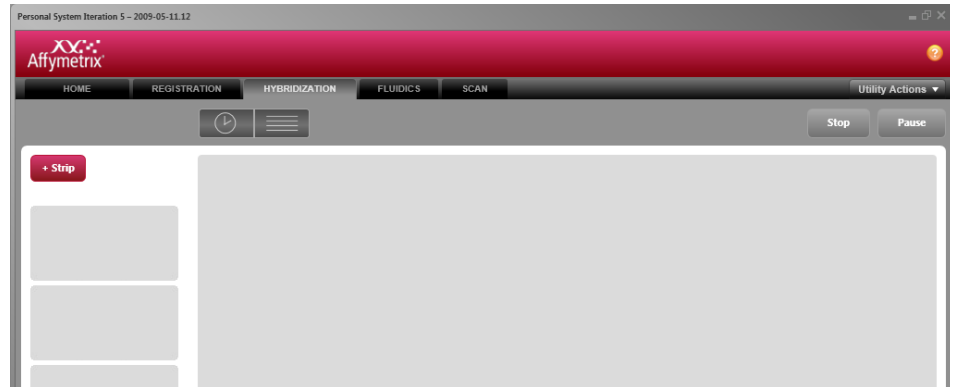 Personal System Iteration 5 – 2009-05-11.12
Affymetrix
?
HOME REGISTRATION HYBRIDIZATION FLUIDICS SCAN Utility Actions ▼
Stop Pause
+ Strip